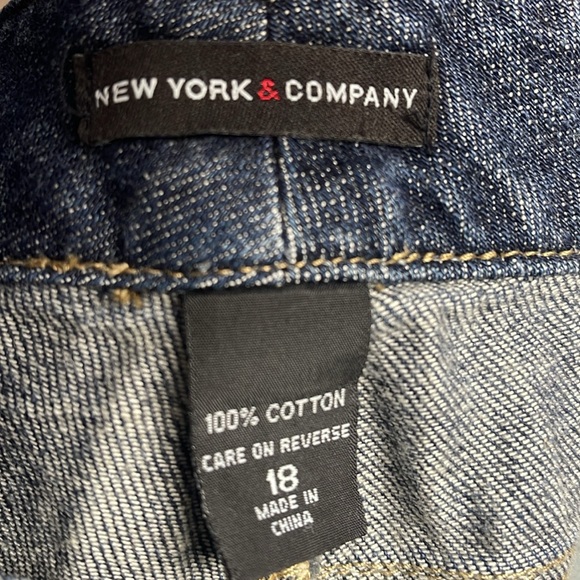 NEW YORK & COMPANY
100% COTTON
CARE ON REVERSE
18
MADE IN
CHINA